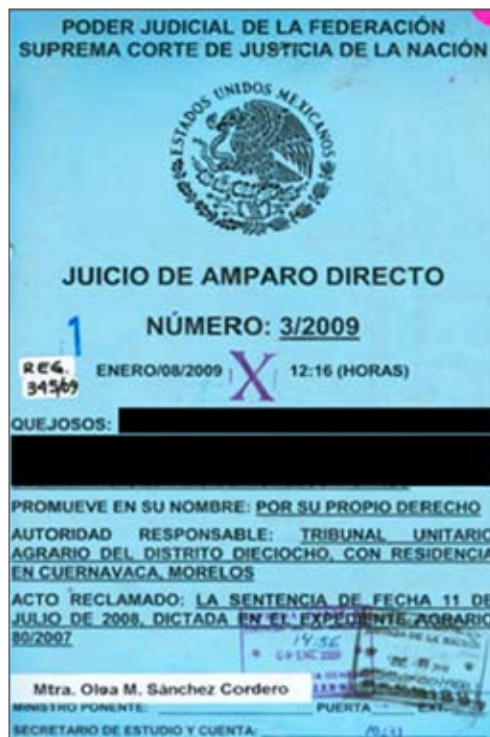 PODER JUDICIAL DE LA FEDERACIÓN
SUPREMA CORTE DE JUSTICIA DE LA NACIÓN
ESTADOS UNIDOS MEXICANOS
JUICIO DE AMPARO DIRECTO
1
NÚMERO: 3/2009
REG.
345/09
ENERO/08/2009 X 12:16 (HORAS)
QUEJOSOS:
PROMUEVE EN SU NOMBRE: POR SU PROPIO DERECHO
AUTORIDAD RESPONSABLE: TRIBUNAL UNITARIO
AGRARIO DEL DISTRITO DIECIOCHO, CON RESIDENCIA
EN CUERNAVACA, MORELOS
ACTO RECLAMADO: LA SENTENCIA DE FECHA 11 DE
JULIO DE 2008, DICTADA EN EL EXPEDIENTE AGRARIO
80/2007
14:56
Mtra. Olga M. Sánchez Cordero
MINISTRO PONENTE: PUERTA EXT.
SECRETARIO DE ESTUDIO Y CUENTA: